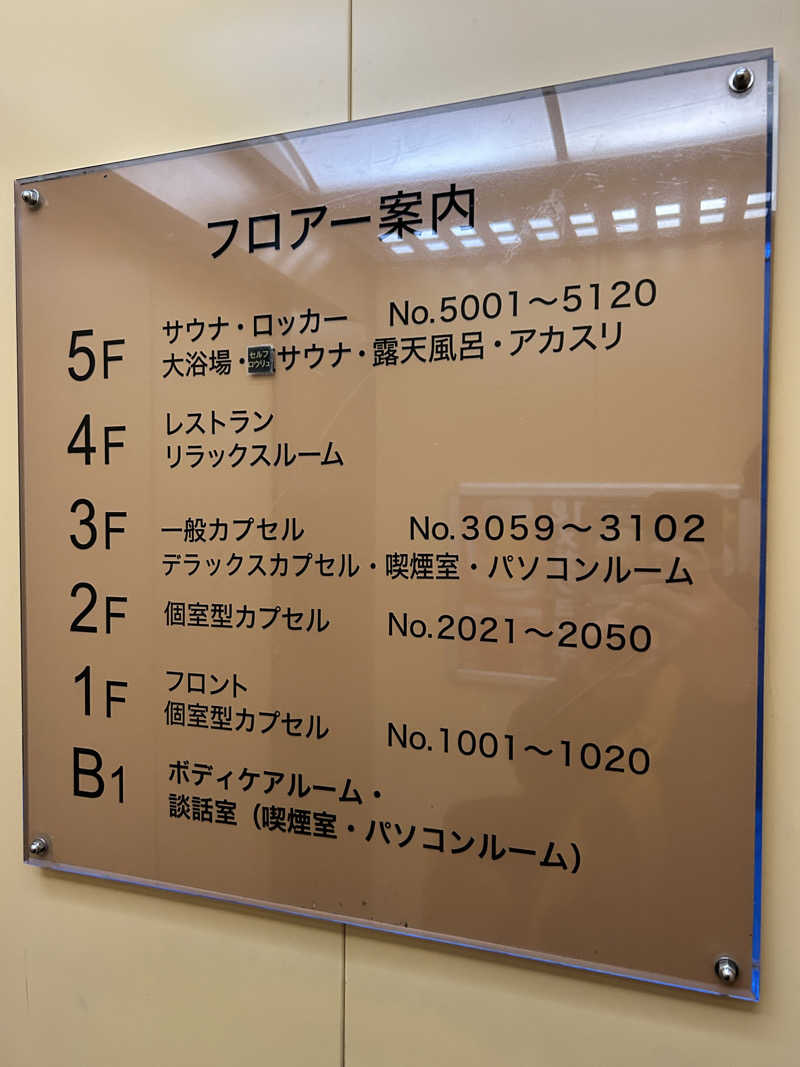 フロアー案内
5F サウナ・ロッカー No.5001〜5120
大浴場・セルフロウリュサウナ・露天風呂・アカスリ
4F レストラン
リラックスルーム
3F 一般カプセル No.3059〜3102
デラックスカプセル・喫煙室・パソコンルーム
2F 個室型カプセル No.2021〜2050
1F フロント
個室型カプセル No.1001〜1020
B1 ボディケアルーム・
談話室（喫煙室・パソコンルーム）